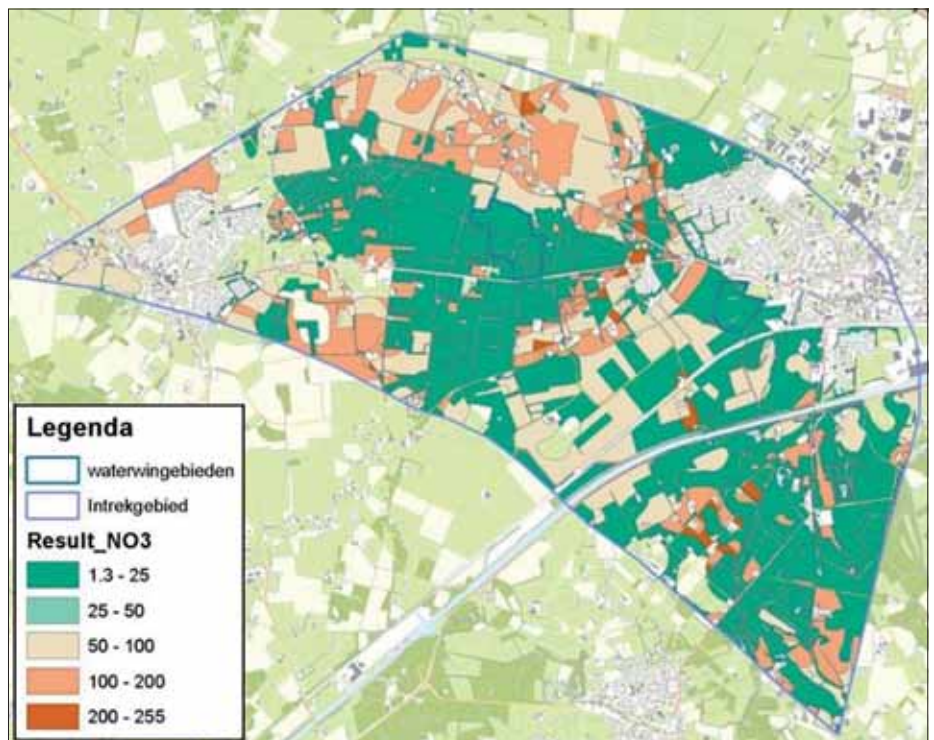 Legenda
waterwingebieden
Intrekgebied
Result_NO3
1.3 - 25
25 - 50
50 - 100
100 - 200
200 - 255